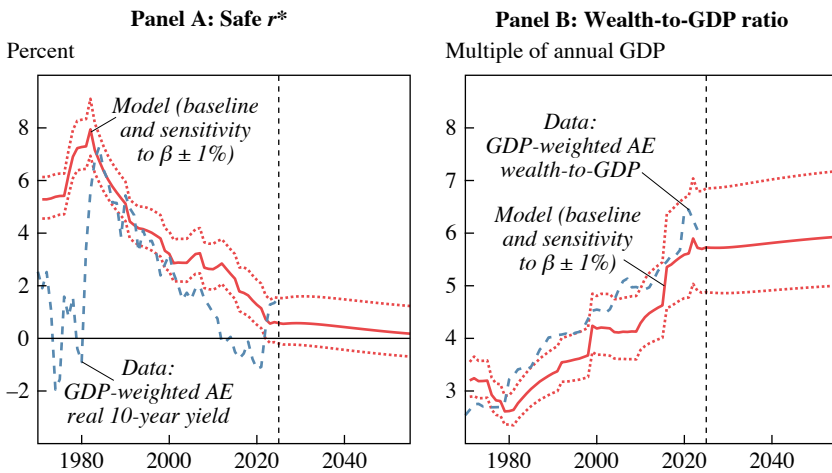 Panel A: Safe r*
Percent
8
6
4
2
0
–2
Model (baseline
and sensitivity
to β ± 1%)
Data:
GDP-weighted AE
real 10-year yield
1980
2000
2020
2040
Panel B: Wealth-to-GDP ratio
Multiple of annual GDP
8
7
6
5
4
3
Data:
GDP-weighted AE
wealth-to-GDP
Model (baseline
and sensitivity
to β ± 1%)
1980
2000
2020
2040